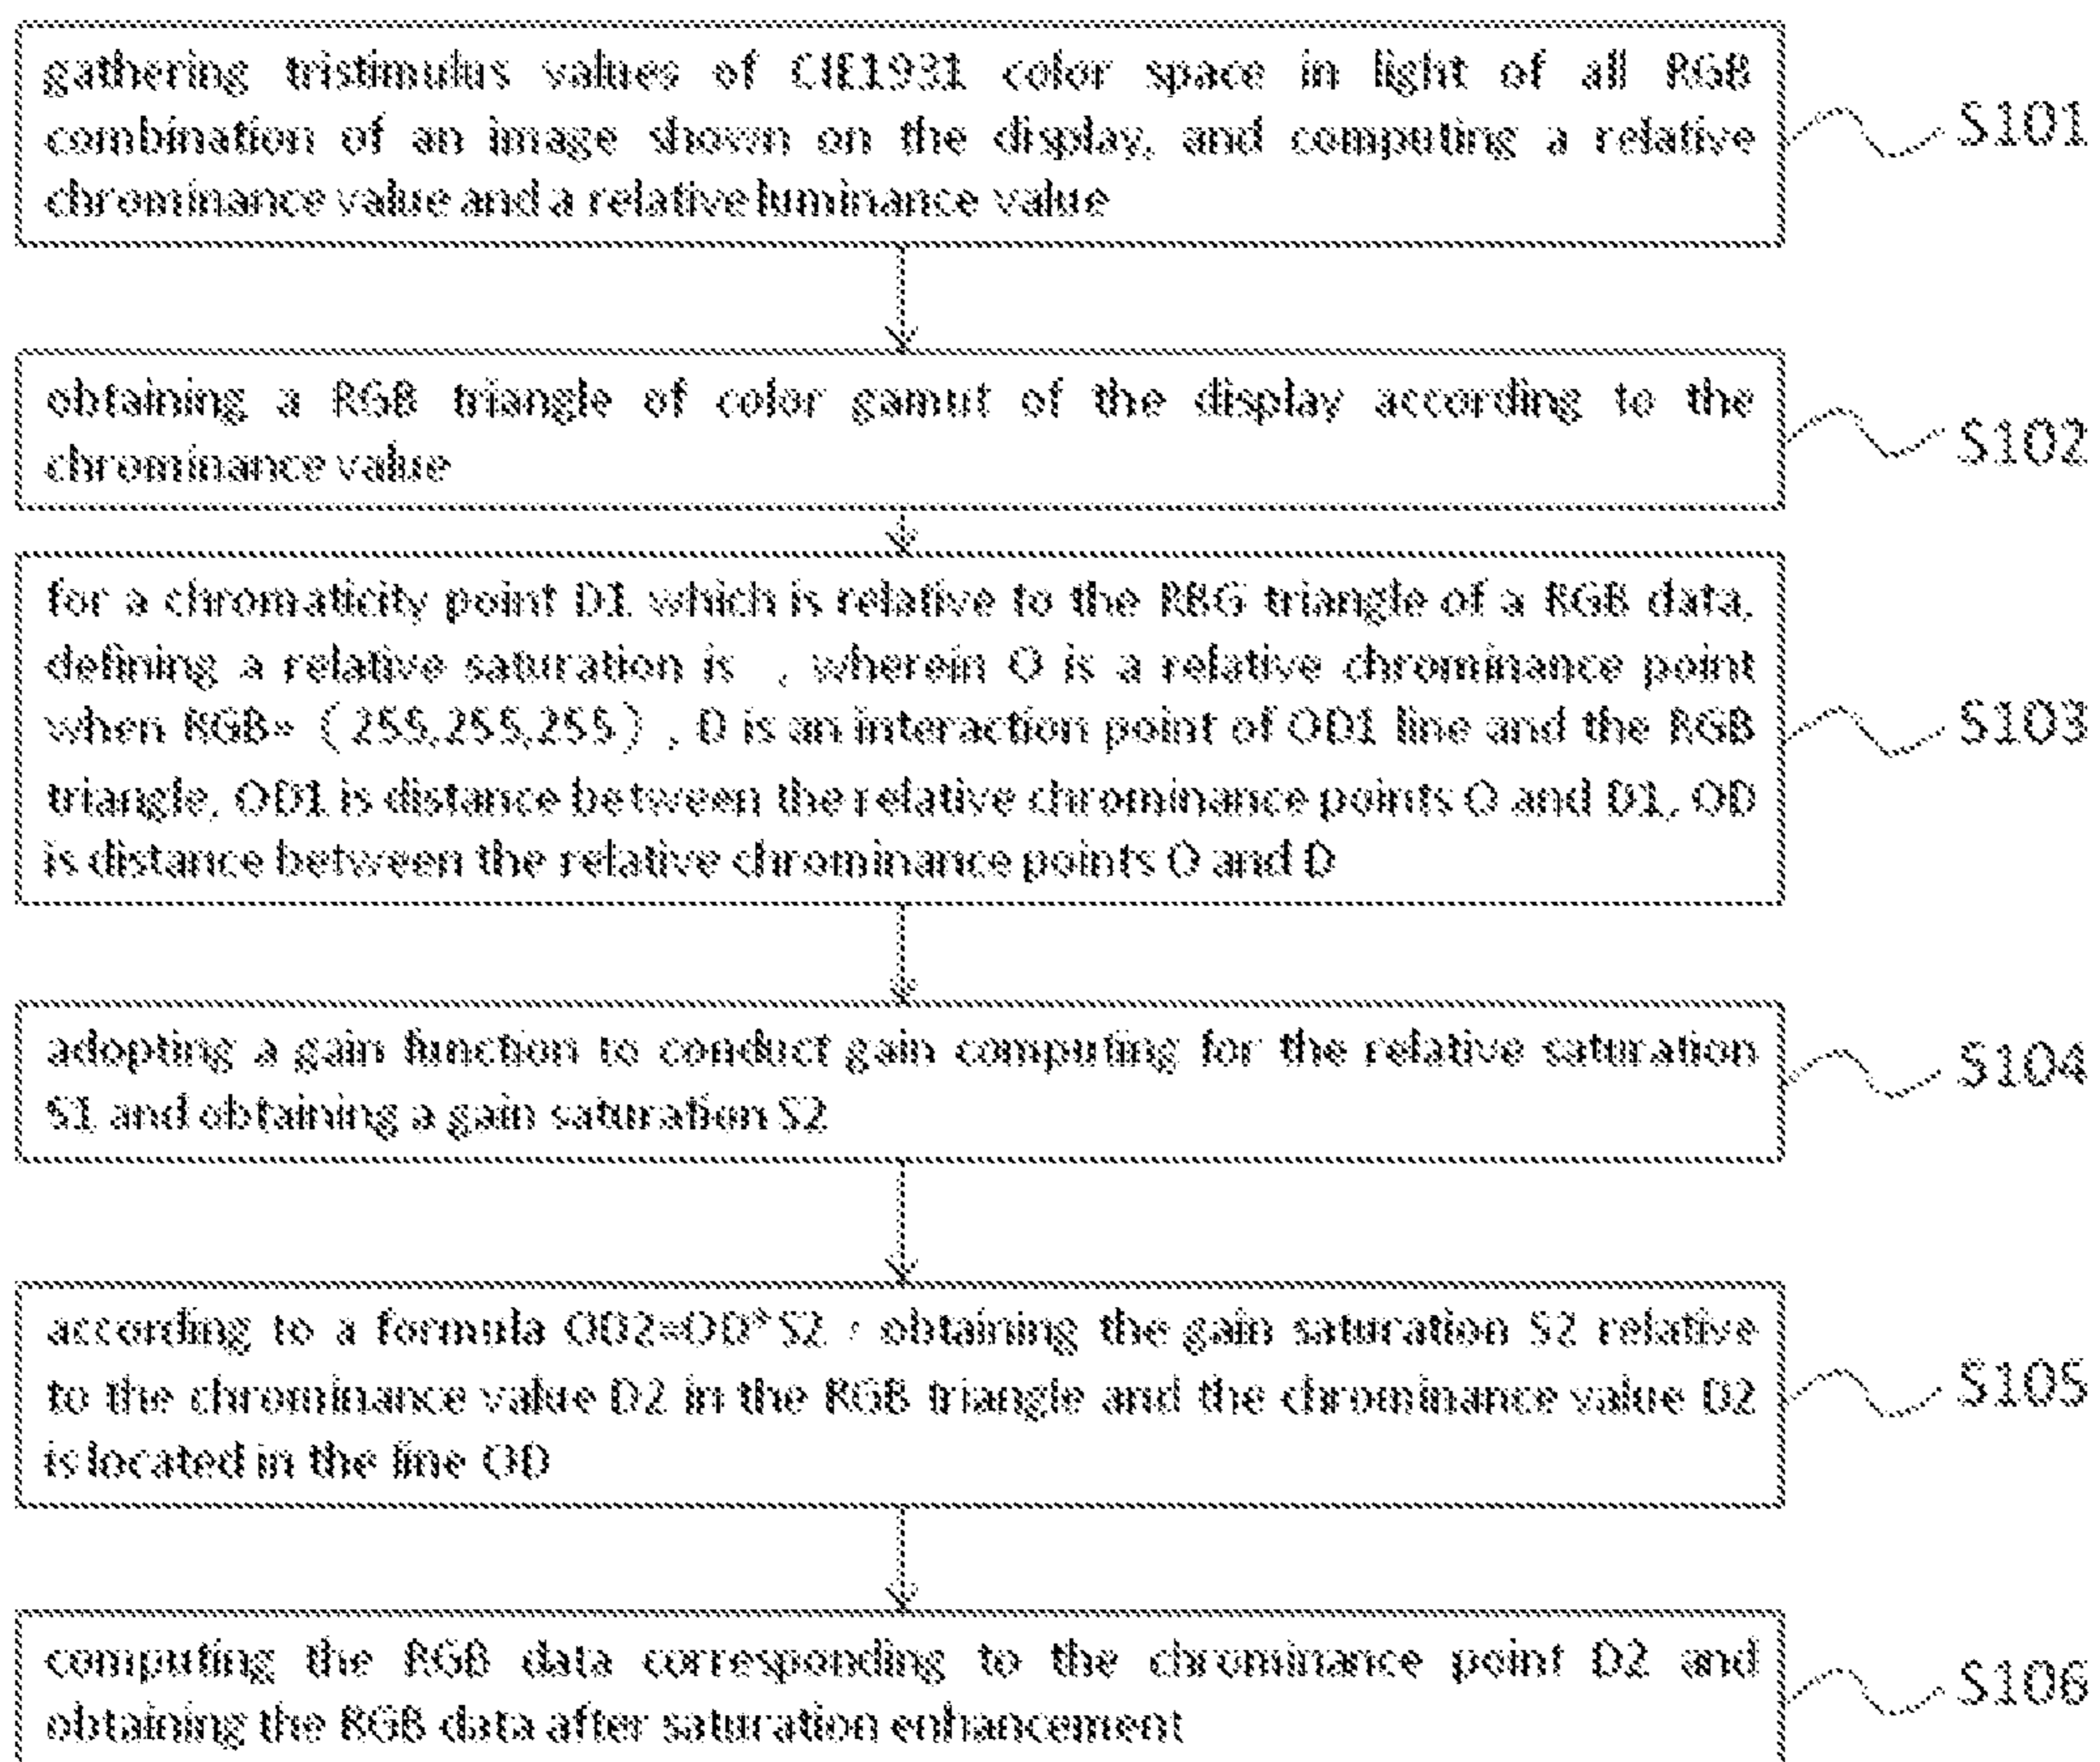 gathering tristimulus values of CIE1931 color space in light of all RGB
combination of an image shown on the display, and computing a relative
chrominance value and a relative luminance value
S101
obtaining a RGB triangle of color gamut of the display according to the
chrominance value
S102
for a chromaticity point D1 which is relative to the RBG triangle of a RGB data,
defining a relative saturation is , wherein O is a relative chrominance point
when RGB=（255,255,255）, D is an interaction point of OD1 line and the RGB
triangle, OD1 is distance between the relative chrominance points O and D1, OD
is distance between the relative chrominance points O and D
S103
adopting a gain function to conduct gain computing for the relative saturation
S1 and obtaining a gain saturation S2
S104
according to a formula OD2=OD*S2，obtaining the gain saturation S2 relative
to the chrominance value D2 in the RGB triangle and the chrominance value D2
is located in the line OD
S105
computing the RGB data corresponding to the chrominance point D2 and
obtaining the RGB data after saturation enhancement
S106